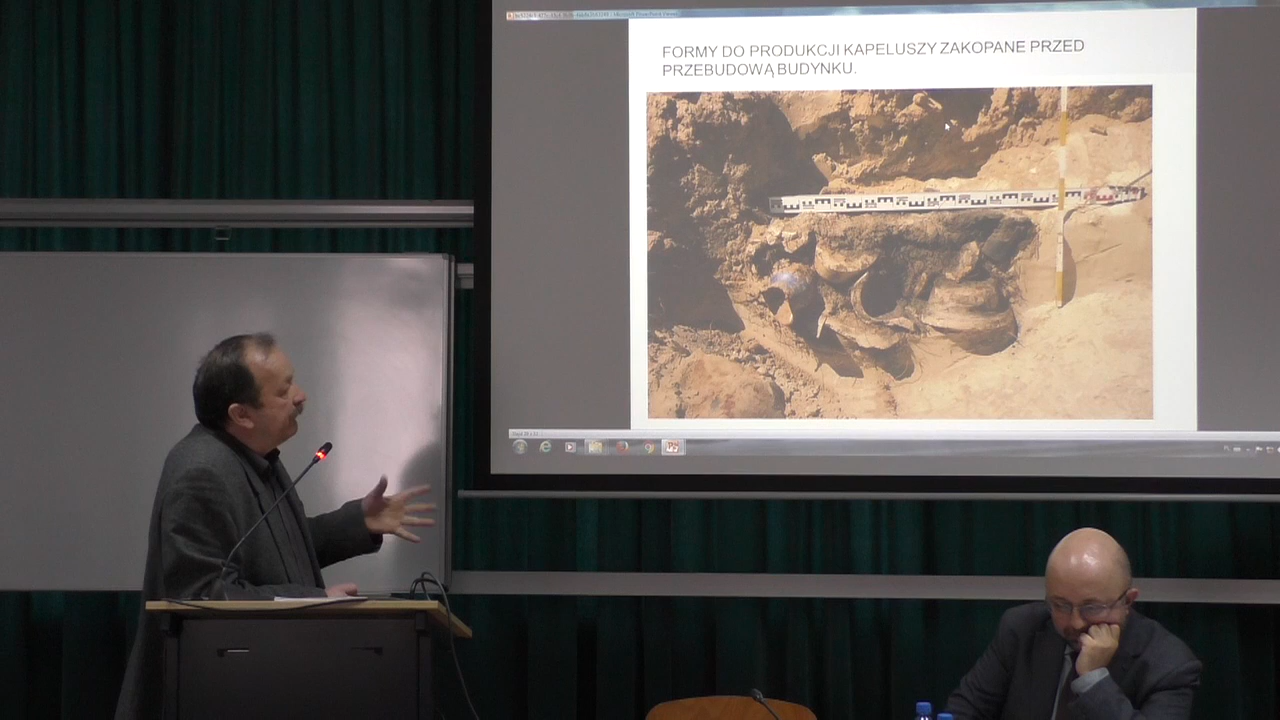 FORMY DO PRODUKCJI KAPELUSZY ZAKOPANE PRZED
PRZEBUDOWĄ BUDYNKU.